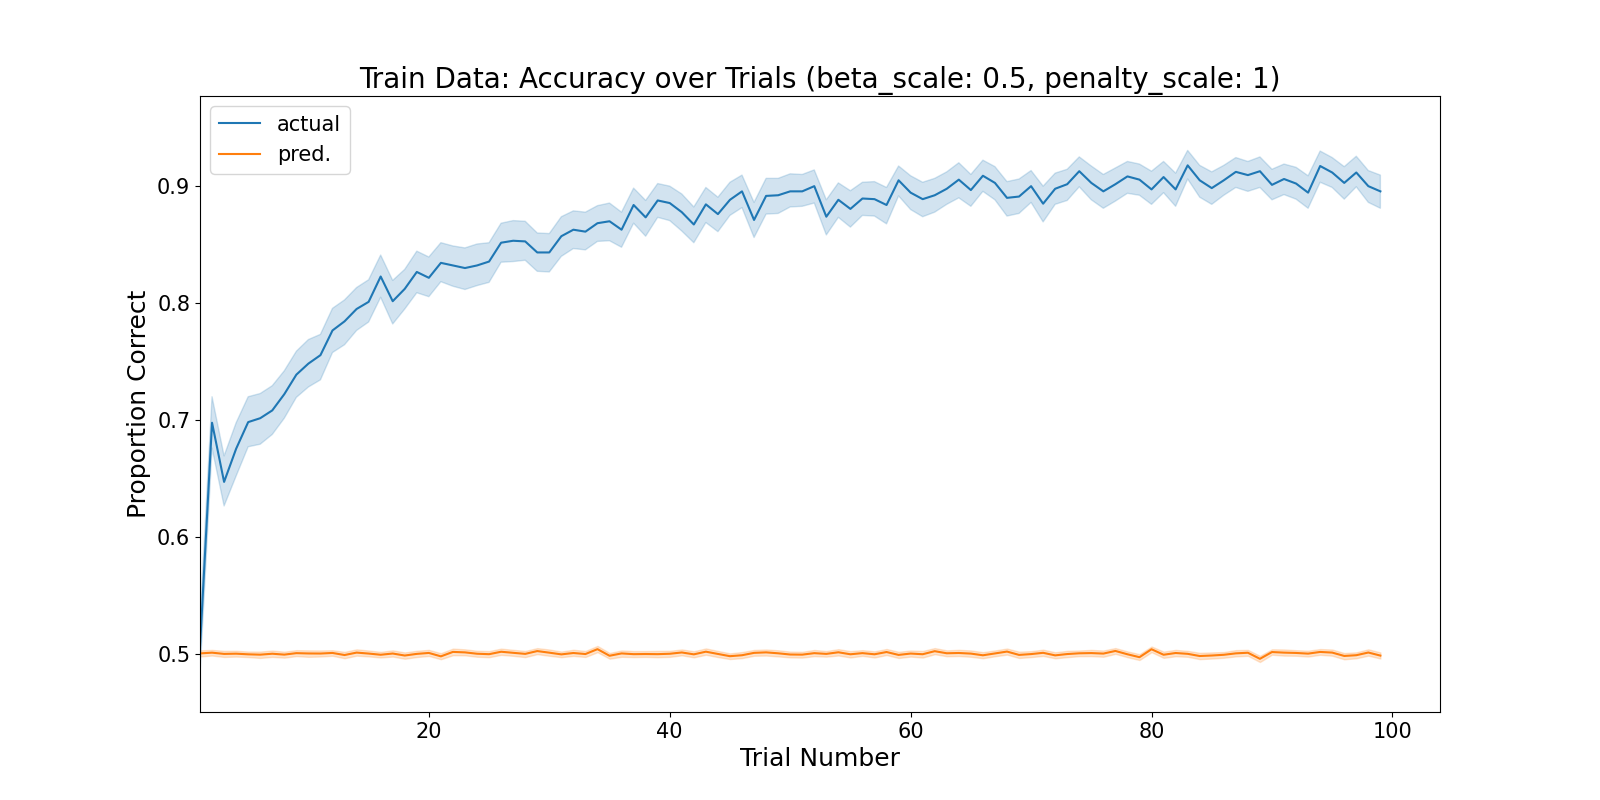 Train Data: Accuracy over Trials (beta_scale: 0.5, penalty_scale: 1)
actual
pred.
0.9
0.8
0.7
0.6
0.5
Proportion Correct
20 40 60 80 100
Trial Number